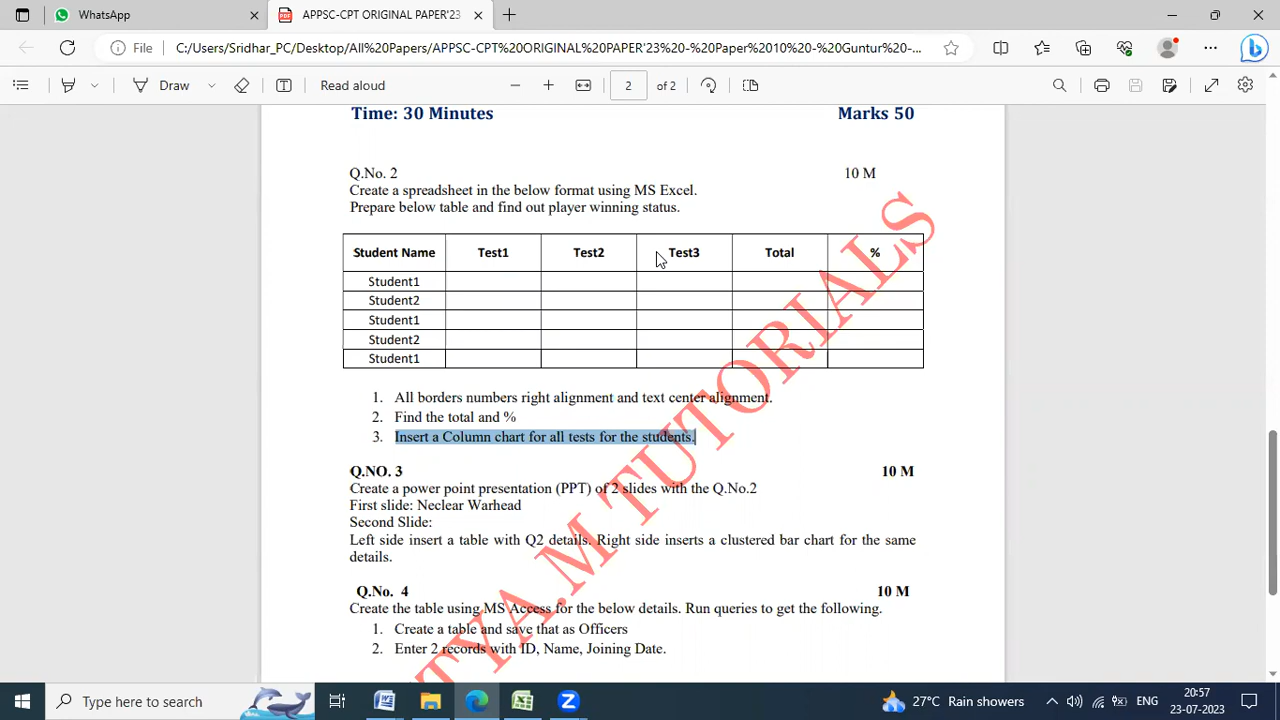 WhatsApp
APPSC-CPT ORIGINAL PAPER'23
File
C:/Users/Sridhar_PC/Desktop/All%20Papers/APPSC-CPT%20ORIGINAL%20PAPER'23%20-%20Paper%2010%20-%20Guntur%20-...
Draw
Read aloud
2 of 2
Time: 30 Minutes Marks 50
Q.No. 2 10 M
Create a spreadsheet in the below format using MS Excel.
Prepare below table and find out player winning status.
Student Name Test1 Test2 Test3 Total %
Student1
Student2
Student1
Student2
Student1
1. All borders numbers right alignment and text center alignment.
2. Find the total and %
3. Insert a Column chart for all tests for the students.
Q.NO. 3 10 M
Create a power point presentation (PPT) of 2 slides with the Q.No.2
First slide: Neclear Warhead
Second Slide:
Left side insert a table with Q2 details. Right side inserts a clustered bar chart for the same
details.
Q.No. 4 10 M
Create the table using MS Access for the below details. Run queries to get the following.
1. Create a table and save that as Officers
2. Enter 2 records with ID, Name, Joining Date.
TYA.M TUTORIALS
Type here to search
27°C Rain showers
ENG
20:57
23-07-2023